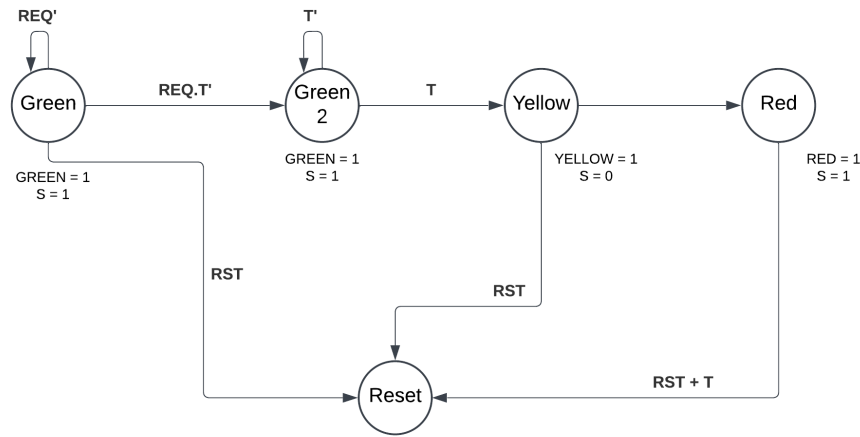 REQ'
T'
Green
REQ.T'
Green
2
T
Yellow
Red
GREEN = 1
S = 1
GREEN = 1
S = 1
YELLOW = 1
S = 0
RED = 1
S = 1
RST
RST
RST + T
Reset